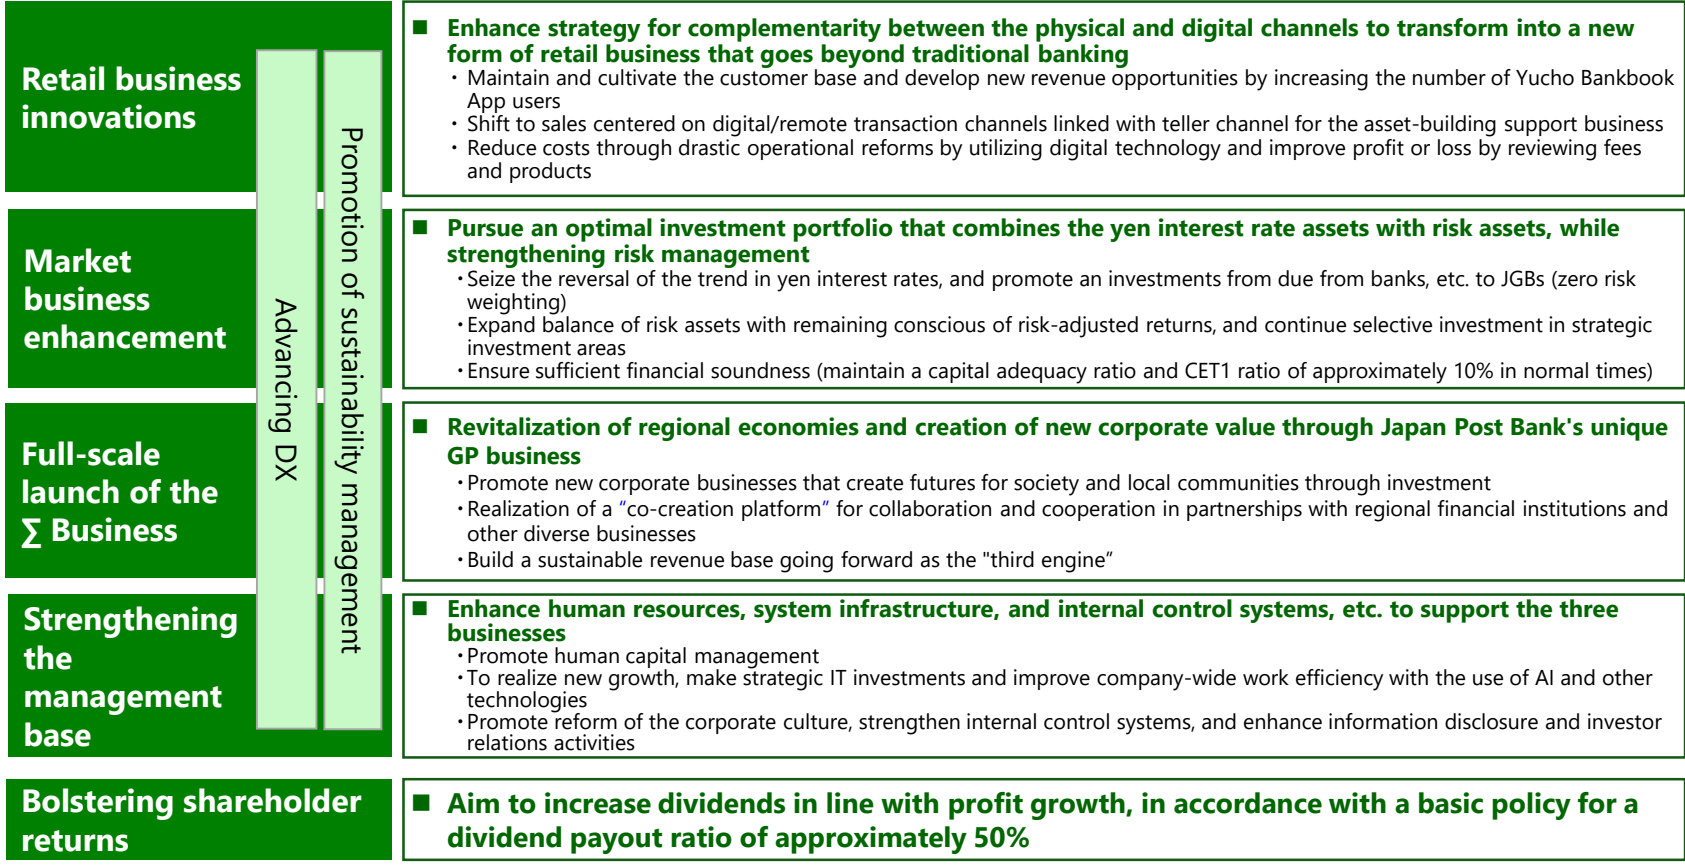 Retail business
innovations
■ Enhance strategy for complementarity between the physical and digital channels to transform into a new
form of retail business that goes beyond traditional banking
・Maintain and cultivate the customer base and develop new revenue opportunities by increasing the number of Yucho Bankbook
App users
・Shift to sales centered on digital/remote transaction channels linked with teller channel for the asset-building support business
・Reduce costs through drastic operational reforms by utilizing digital technology and improve profit or loss by reviewing fees
and products
Advancing DX
Promotion of sustainability management
Market
business
enhancement
■ Pursue an optimal investment portfolio that combines the yen interest rate assets with risk assets, while
strengthening risk management
・Seize the reversal of the trend in yen interest rates, and promote an investments from due from banks, etc. to JGBs (zero risk
weighting)
・Expand balance of risk assets with remaining conscious of risk-adjusted returns, and continue selective investment in strategic
investment areas
・Ensure sufficient financial soundness (maintain a capital adequacy ratio and CET1 ratio of approximately 10% in normal times)
Full-scale
launch of the
∑ Business
■ Revitalization of regional economies and creation of new corporate value through Japan Post Bank's unique
GP business
・Promote new corporate businesses that create futures for society and local communities through investment
・Realization of a “co-creation platform” for collaboration and cooperation in partnerships with regional financial institutions and
other diverse businesses
・Build a sustainable revenue base going forward as the "third engine”
Strengthening
the
management
base
■ Enhance human resources, system infrastructure, and internal control systems, etc. to support the three
businesses
・Promote human capital management
・To realize new growth, make strategic IT investments and improve company-wide work efficiency with the use of AI and other
technologies
・Promote reform of the corporate culture, strengthen internal control systems, and enhance information disclosure and investor
relations activities
Bolstering shareholder
returns
■ Aim to increase dividends in line with profit growth, in accordance with a basic policy for a
dividend payout ratio of approximately 50%